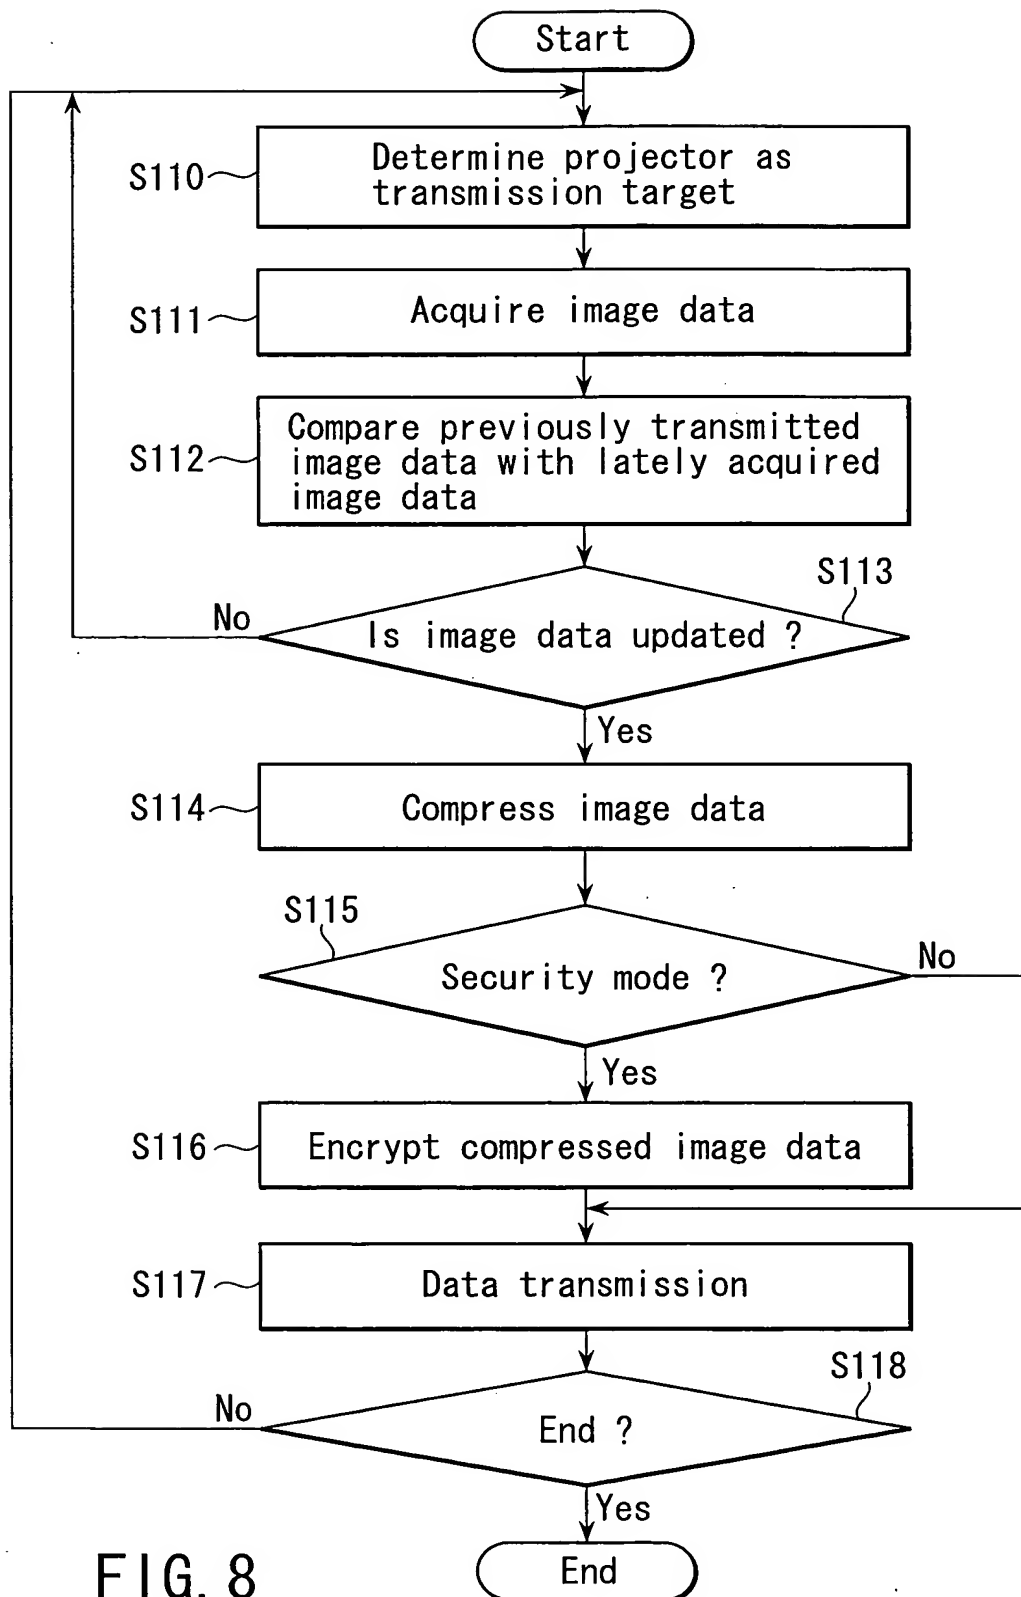 Start
S110
Determine projector as
transmission target
S111
Acquire image data
S112
Compare previously transmitted
image data with lately acquired
image data
S113
No
Is image data updated ?
Yes
S114
Compress image data
S115
No
Security mode ?
Yes
S116
Encrypt compressed image data
S117
Data transmission
S118
No
End ?
Yes
End
FIG. 8